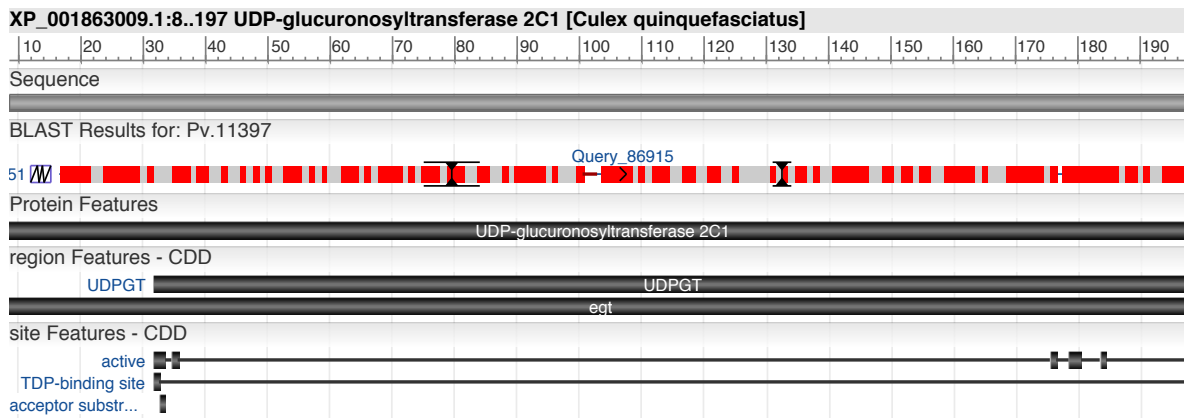 XP_001863009.1:8..197 UDP-glucuronosyltransferase 2C1 [Culex quinquefasciatus]
10 20 30 40 50 60 70 80 90 100 110 120 130 140 150 160 170 180 190
Sequence
BLAST Results for: Pv.11397
Query_86915
51
Protein Features
UDP-glucuronosyltransferase 2C1
region Features - CDD
UDPGT UDPGT
egt
site Features - CDD
active
TDP-binding site
acceptor substr...